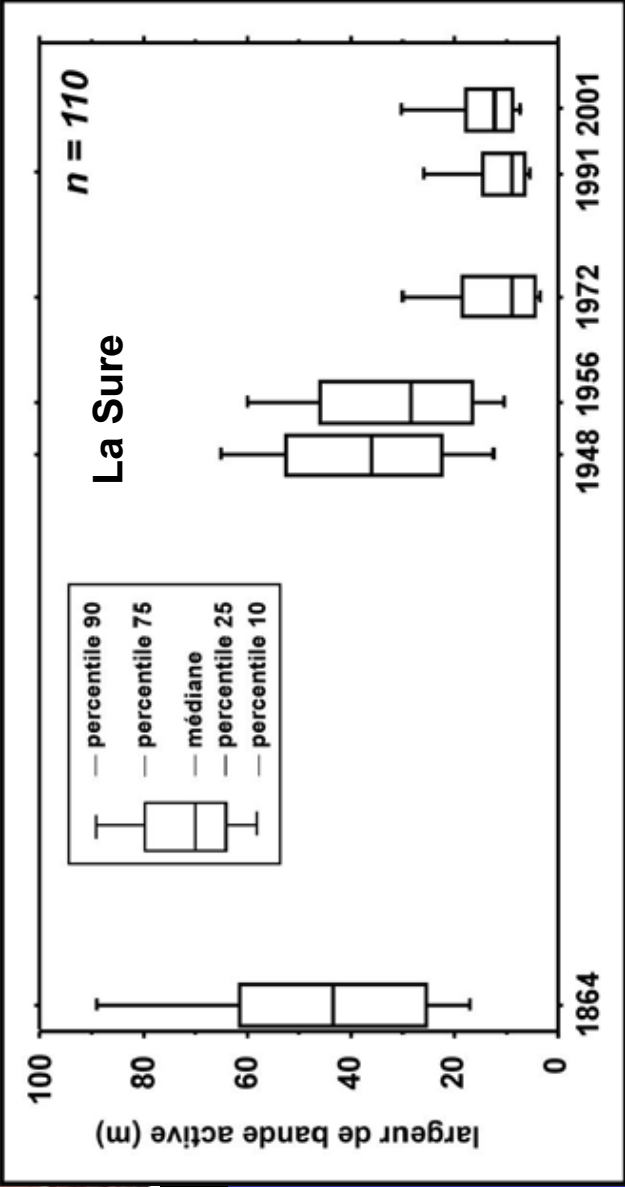 n = 110
La Sure
percentile 90
percentile 75
médiane
percentile 25
percentile 10
largeur de bande active (m)
100
80
60
40
20
0
1864
1948
1956
1972
1991
2001